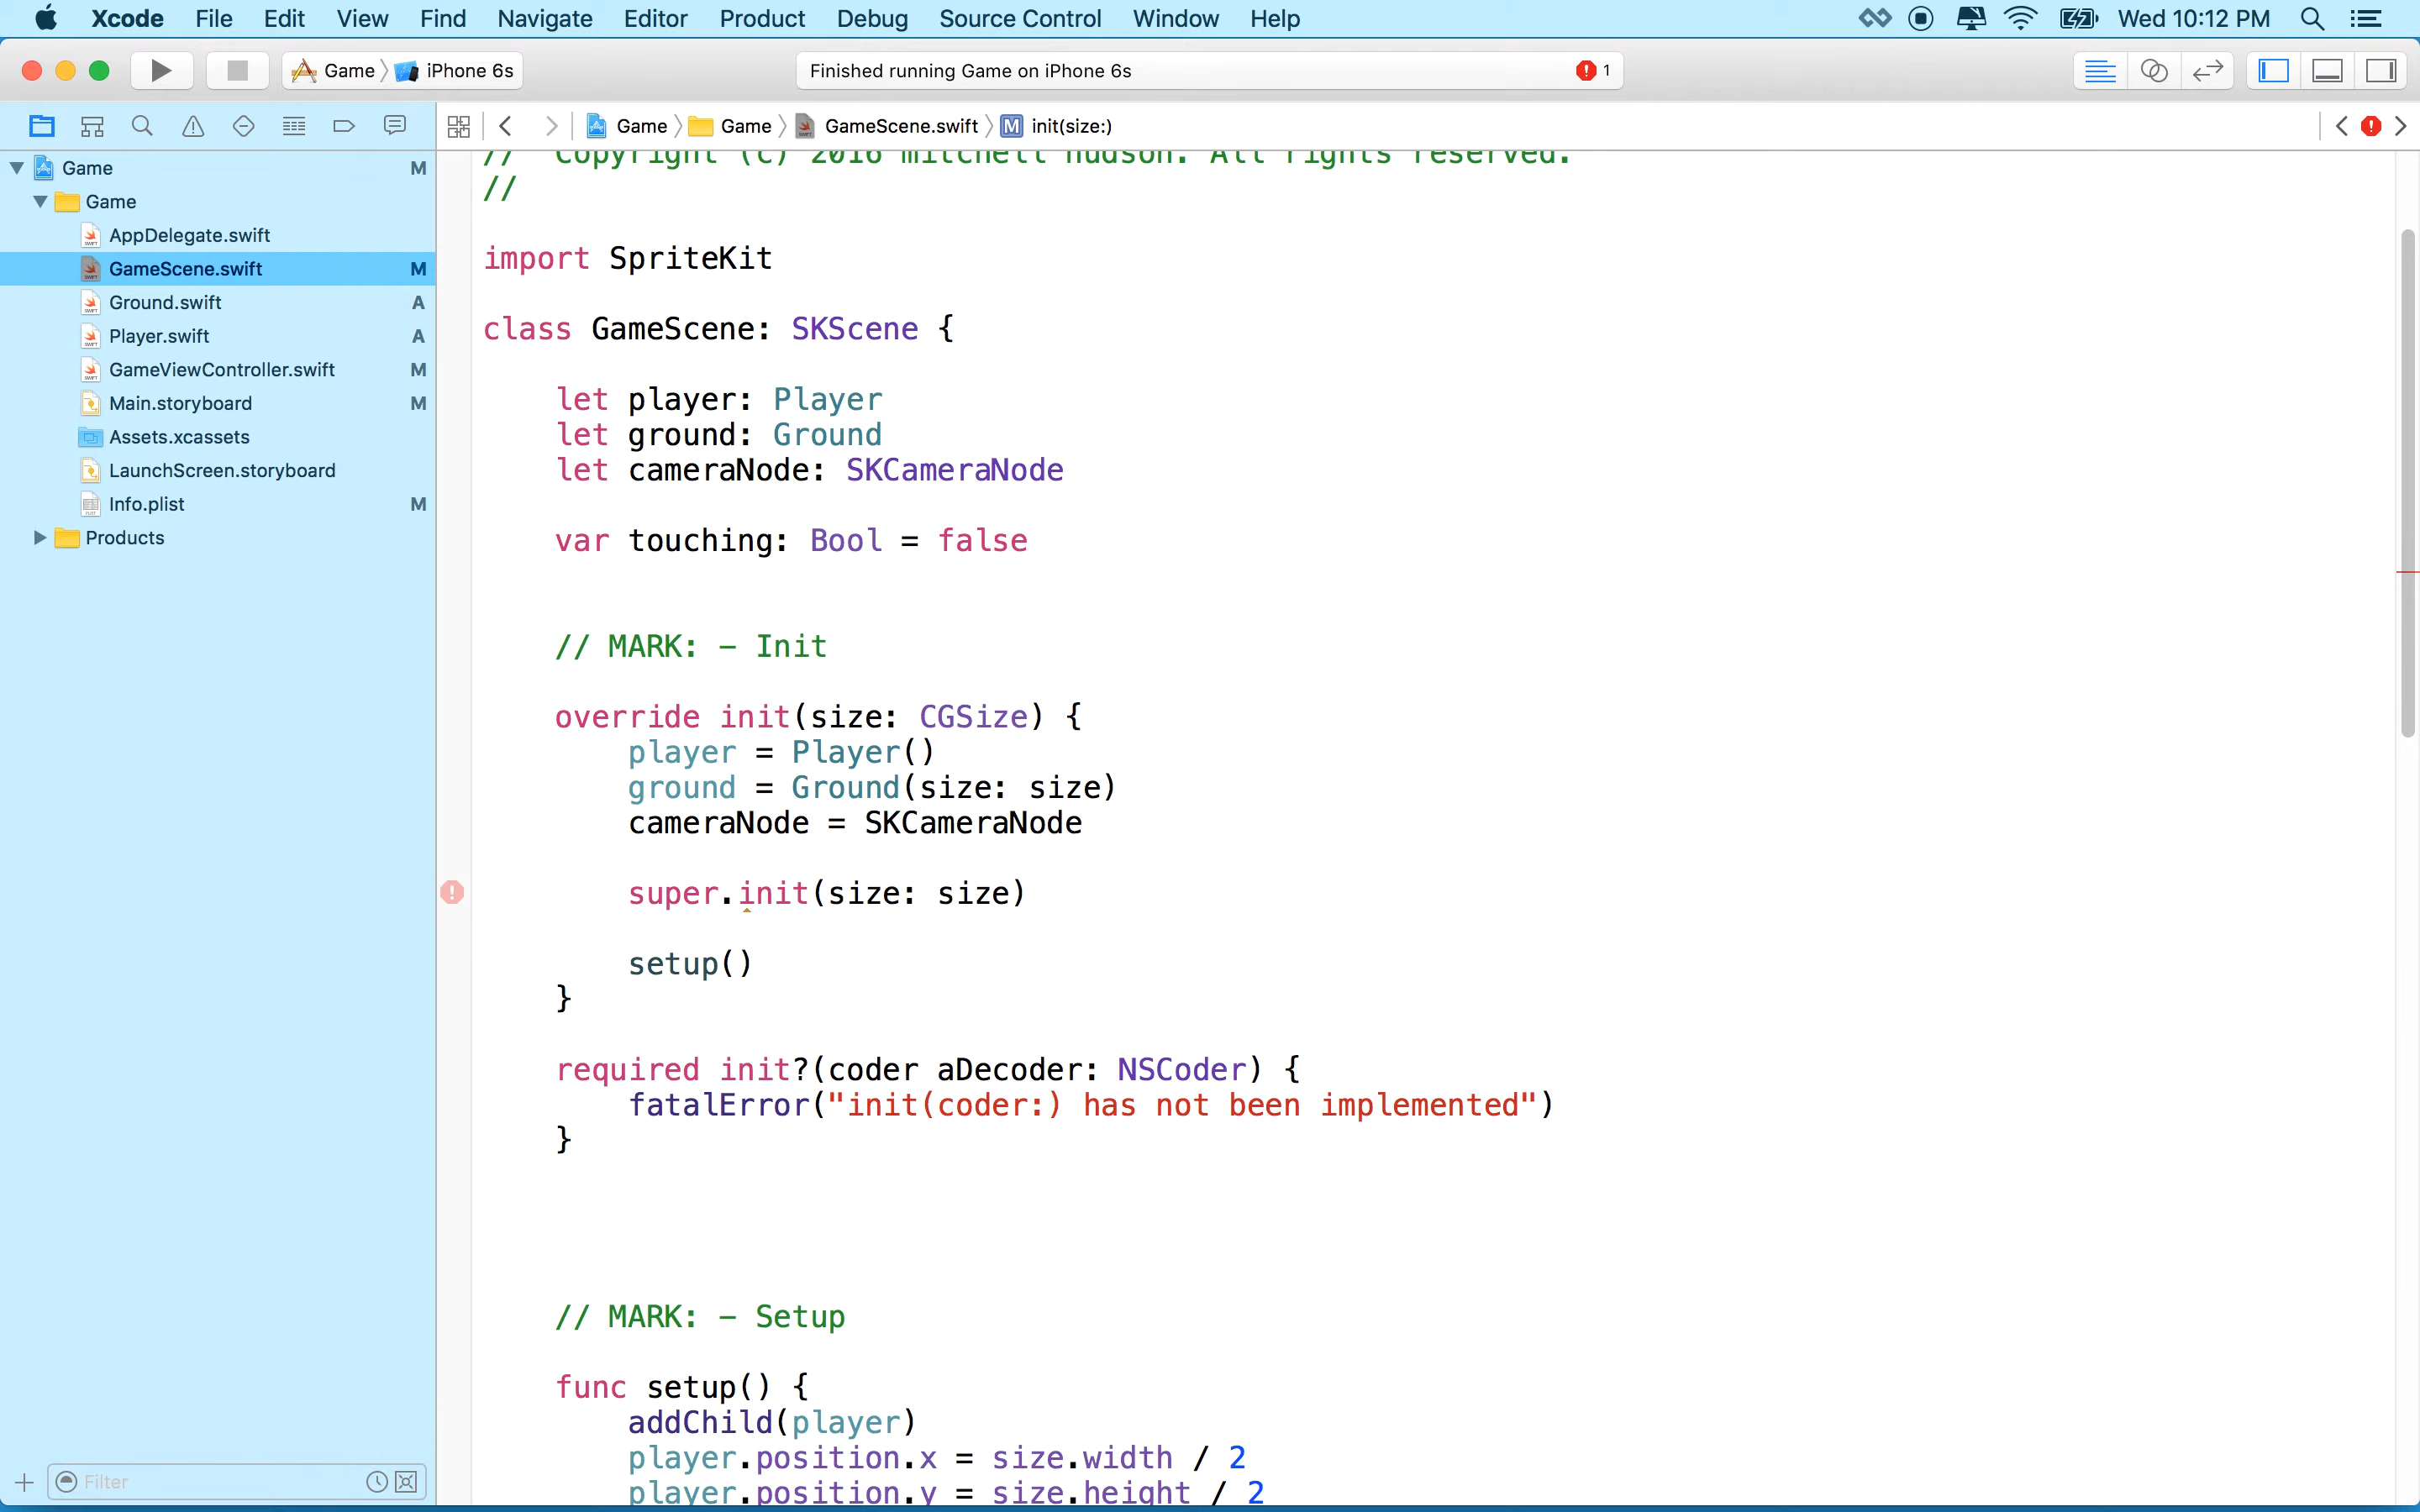 Xcode File Edit View Find Navigate Editor Product Debug Source Control Window Help Wed 10:12 PM
Game iPhone 6s Finished running Game on iPhone 6s 1
Game Game GameScene.swift M init(size:)
Game M
Game
AppDelegate.swift
GameScene.swift M
Ground.swift A
Player.swift A
GameViewController.swift M
Main.storyboard M
Assets.xcassets
LaunchScreen.storyboard
Info.plist M
Products
Filter
// Copyright (c) 2016 mitchell hudson. All rights reserved.
//
import SpriteKit
class GameScene: SKScene {
let player: Player
let ground: Ground
let cameraNode: SKCameraNode
var touching: Bool = false
// MARK: - Init
override init(size: CGSize) {
player = Player()
ground = Ground(size: size)
cameraNode = SKCameraNode
super.init(size: size)
setup()
}
required init?(coder aDecoder: NSCoder) {
fatalError("init(coder:) has not been implemented")
}
// MARK: - Setup
func setup() {
addChild(player)
player.position.x = size.width / 2
player.position.y = size.height / 2